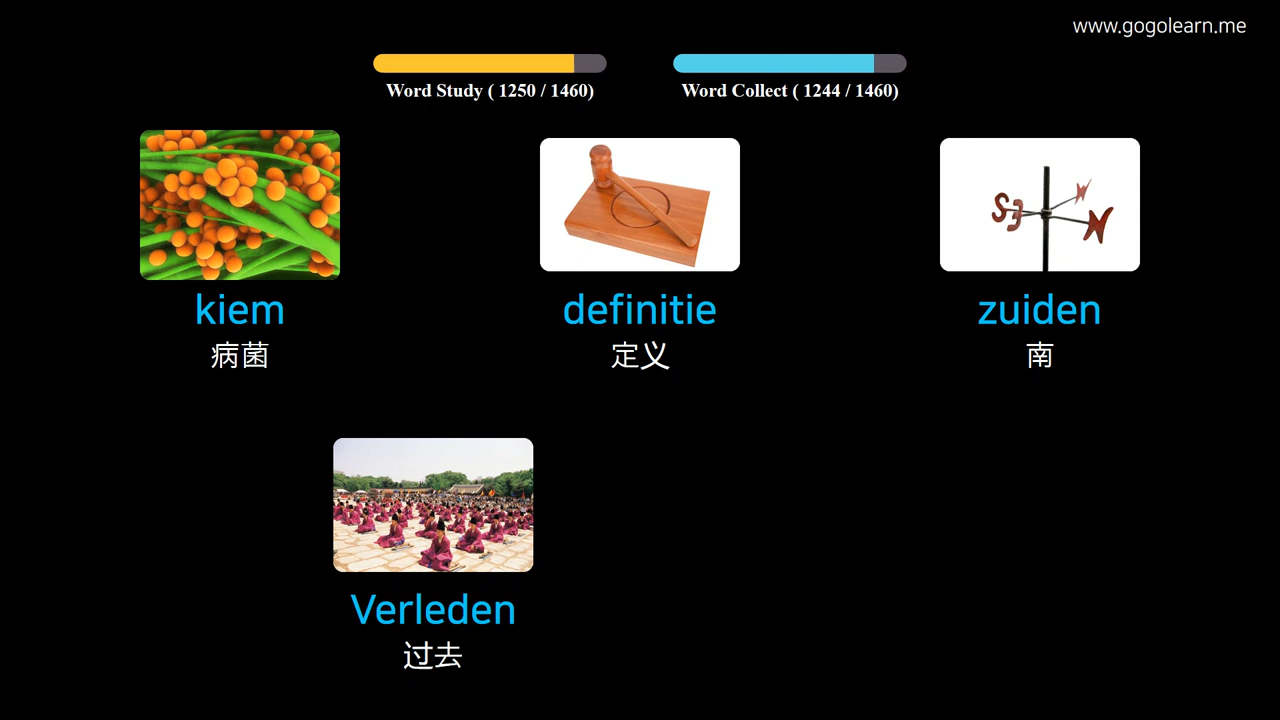 www.gogolearn.me
Word Study ( 1250 / 1460)
Word Collect ( 1244 / 1460)
kiem
病菌
definitie
定义
zuiden
南
Verleden
过去